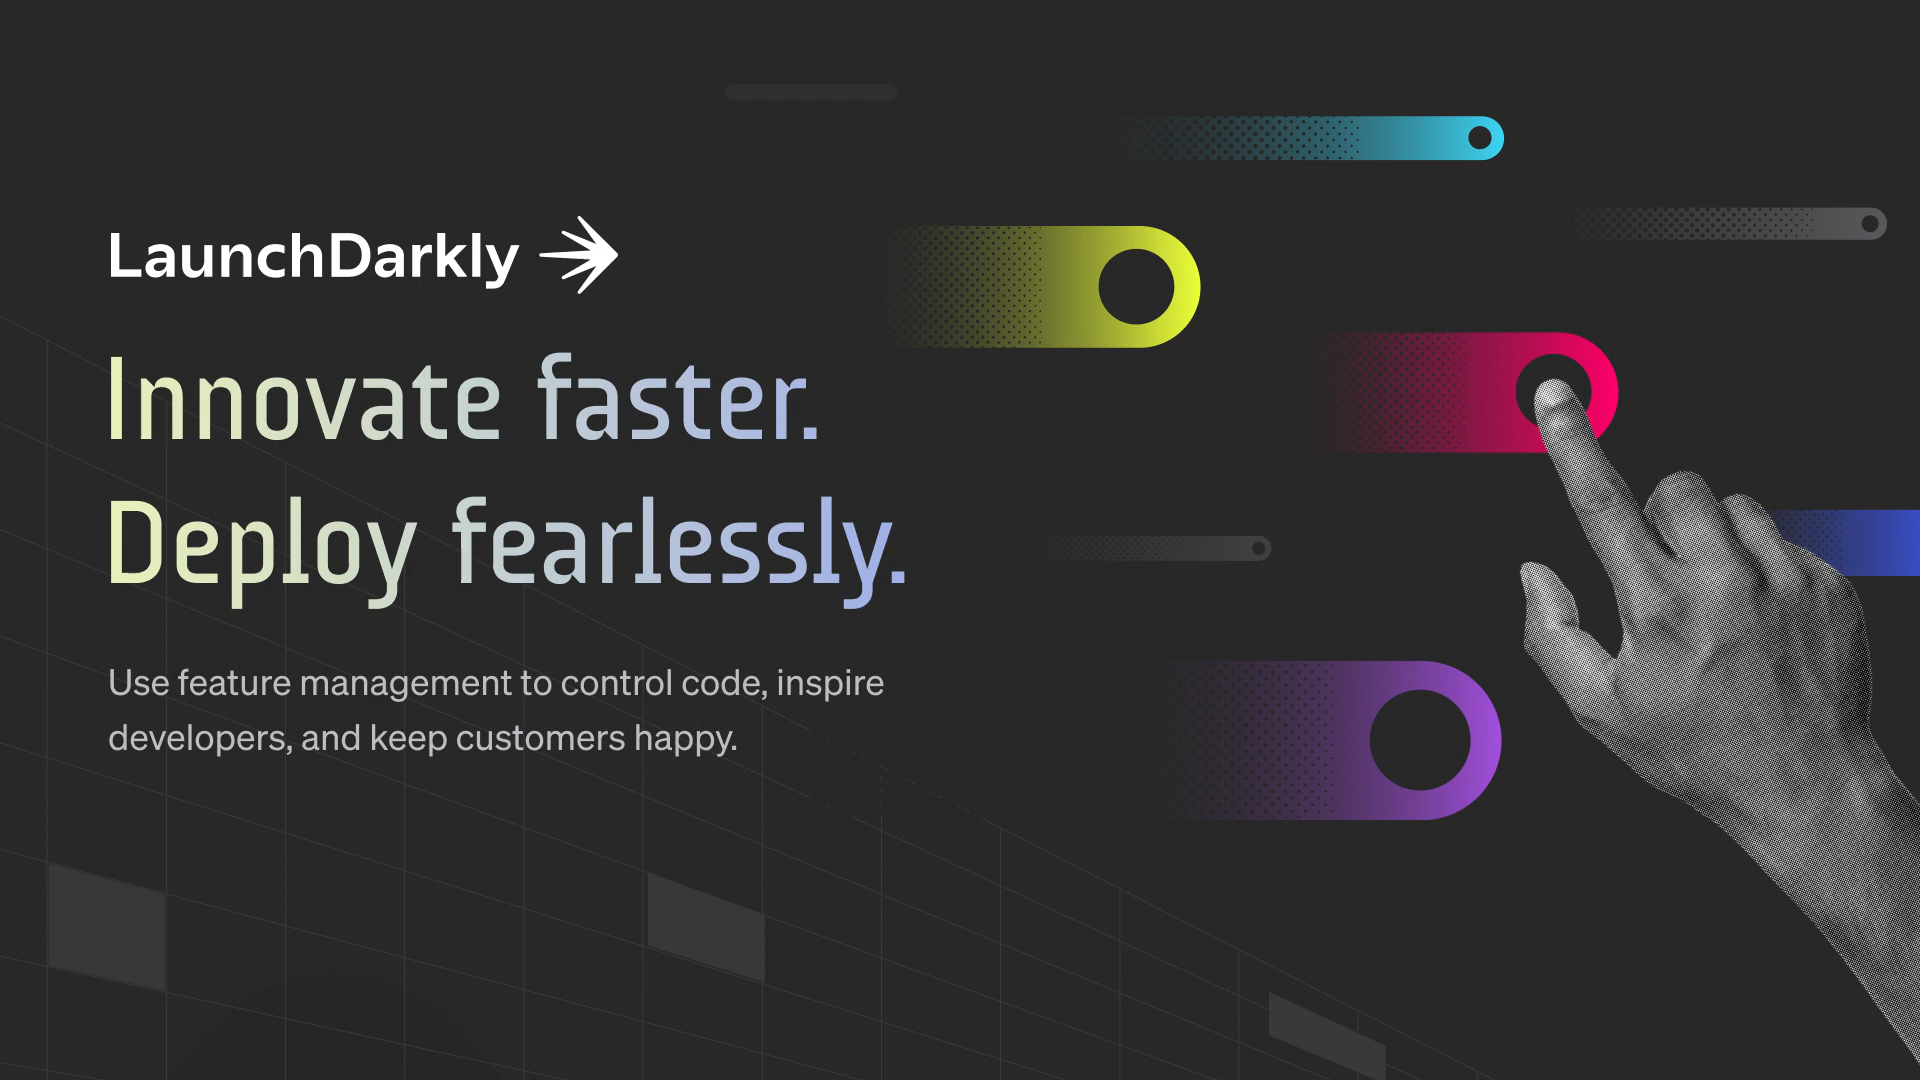 LaunchDarkly
Innovate faster.
Deploy fearlessly.
Use feature management to control code, inspire
developers, and keep customers happy.